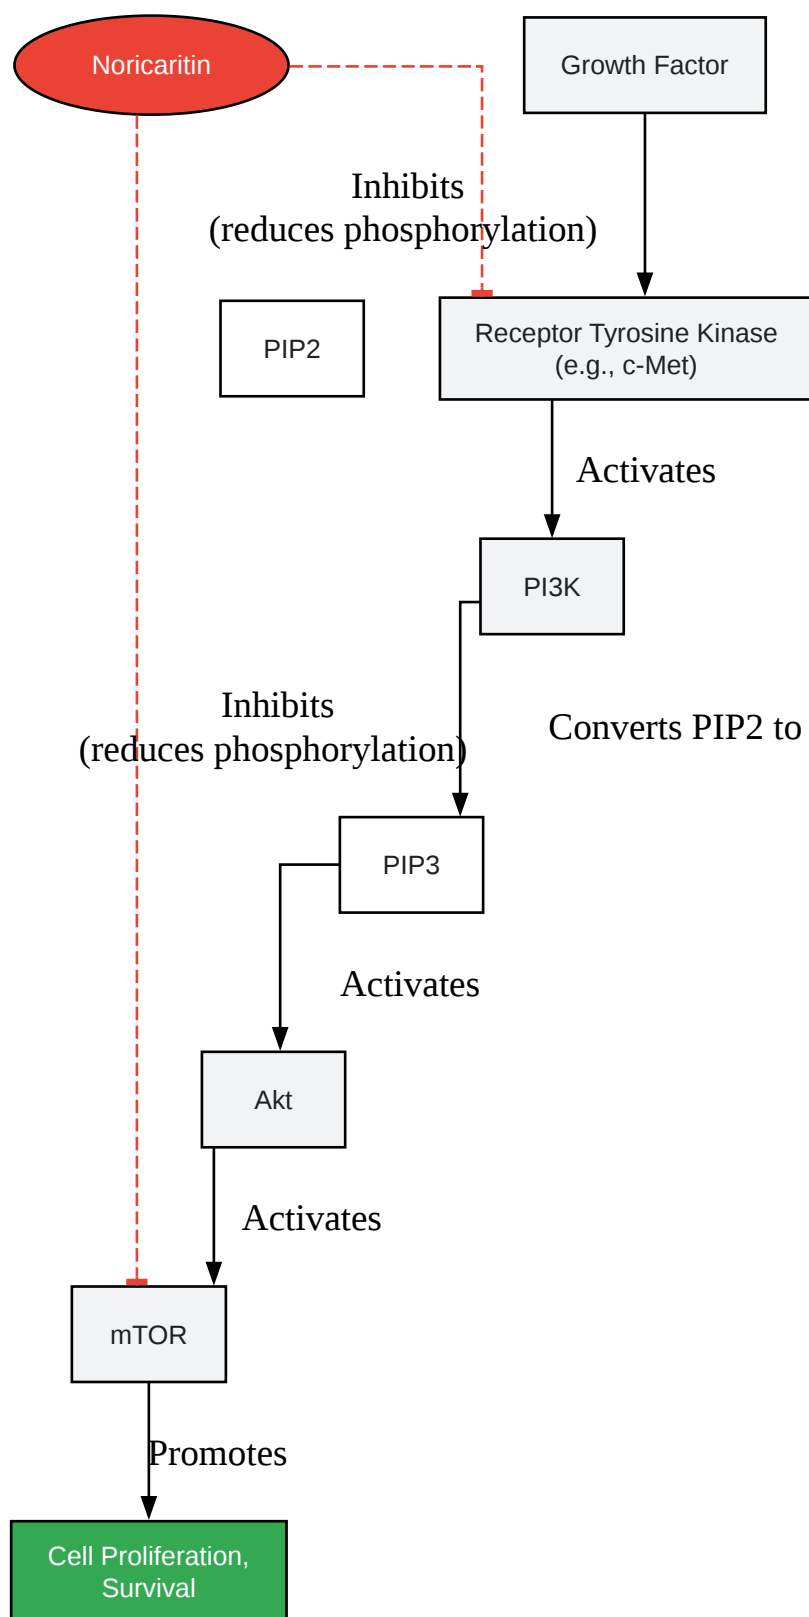 Noricaritin
Growth Factor
Inhibits
(reduces phosphorylation)
PIP2
Receptor Tyrosine Kinase
(e.g., c-Met)
Activates
PI3K
Inhibits
(reduces phosphorylation)
Converts PIP2 to
PIP3
Activates
Akt
Activates
mTOR
Promotes
Cell Proliferation,
Survival